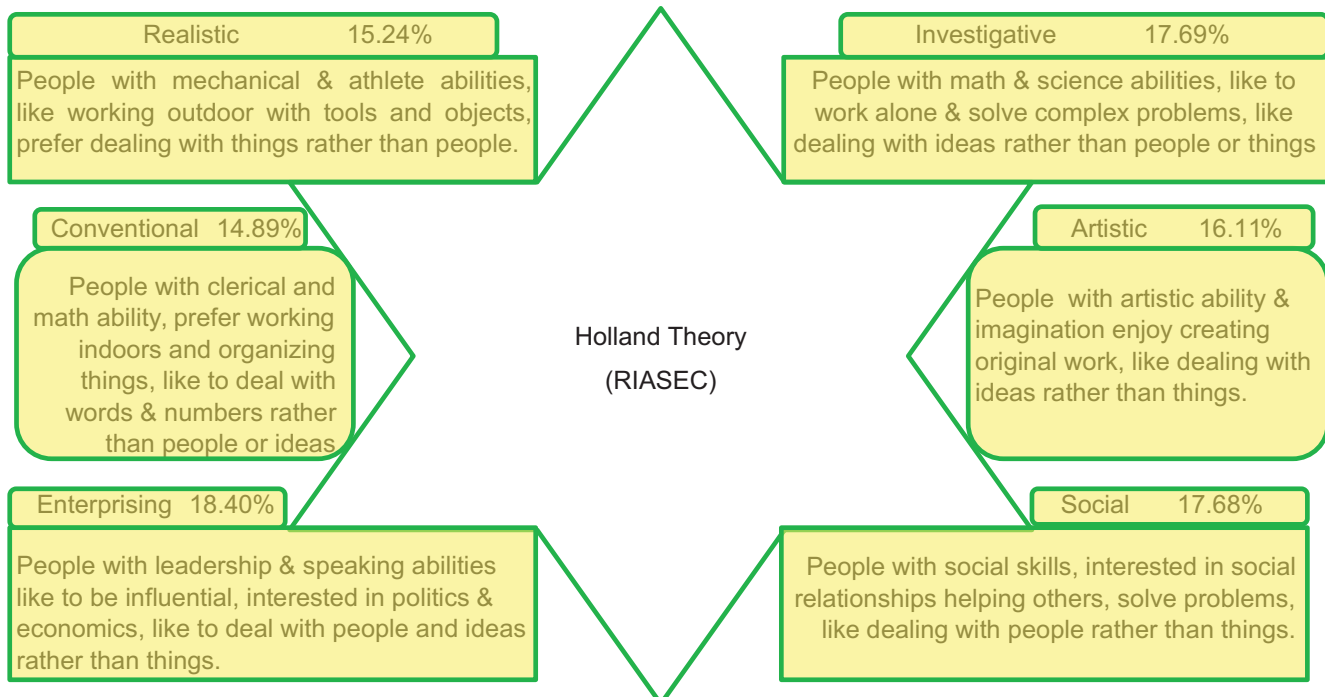 Realistic 15.24%
People with mechanical & athlete abilities,
like working outdoor with tools and objects,
prefer dealing with things rather than people.
Investigative 17.69%
People with math & science abilities, like to
work alone & solve complex problems, like
dealing with ideas rather than people or things
Conventional 14.89%
People with clerical and
math ability, prefer working
indoors and organizing
things, like to deal with
words & numbers rather
than people or ideas
Holland Theory
(RIASEC)
Artistic 16.11%
People with artistic ability &
imagination enjoy creating
original work, like dealing with
ideas rather than things.
Enterprising 18.40%
People with leadership & speaking abilities
like to be influential, interested in politics &
economics, like to deal with people and ideas
rather than things.
Social 17.68%
People with social skills, interested in social
relationships helping others, solve problems,
like dealing with people rather than things.